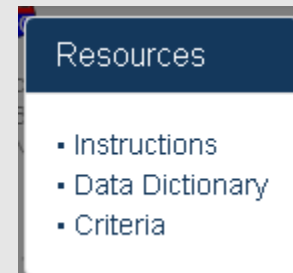 Resources
▪ Instructions
▪ Data Dictionary
▪ Criteria